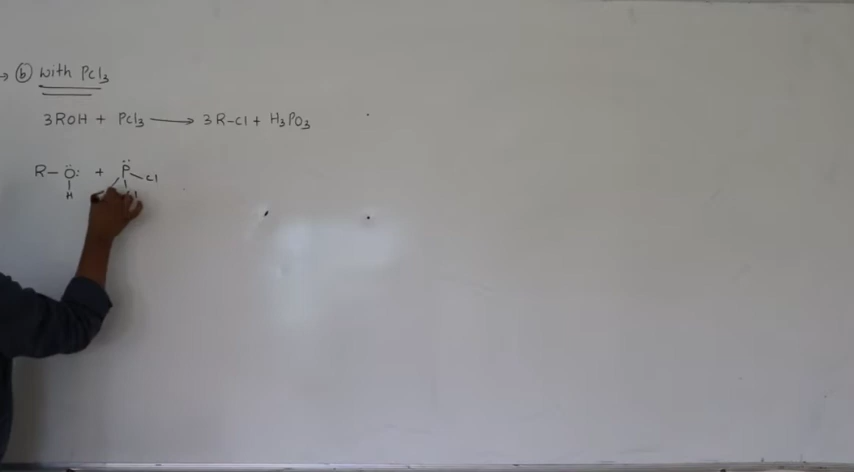 → ⓑ with PCl3
3ROH + PCl3 ⟶ 3R-Cl + H3PO3
R-Ö: + P̈-Cl
H